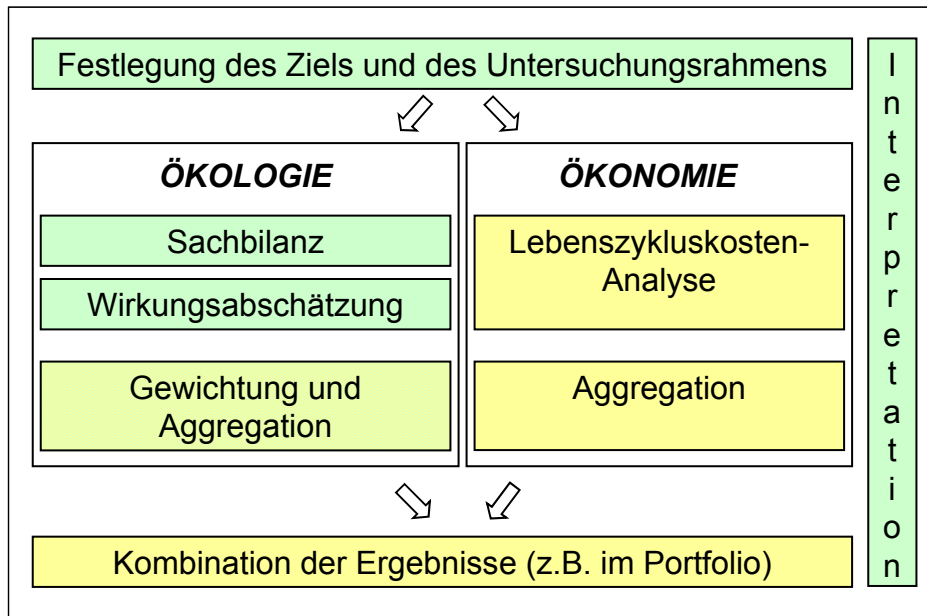 Festlegung des Ziels und des Untersuchungsrahmens
ÖKOLOGIE
Sachbilanz
Wirkungsabschätzung
Gewichtung und
Aggregation
ÖKONOMIE
Lebenszykluskosten-
Analyse
Aggregation
Kombination der Ergebnisse (z.B. im Portfolio)
Interpretation